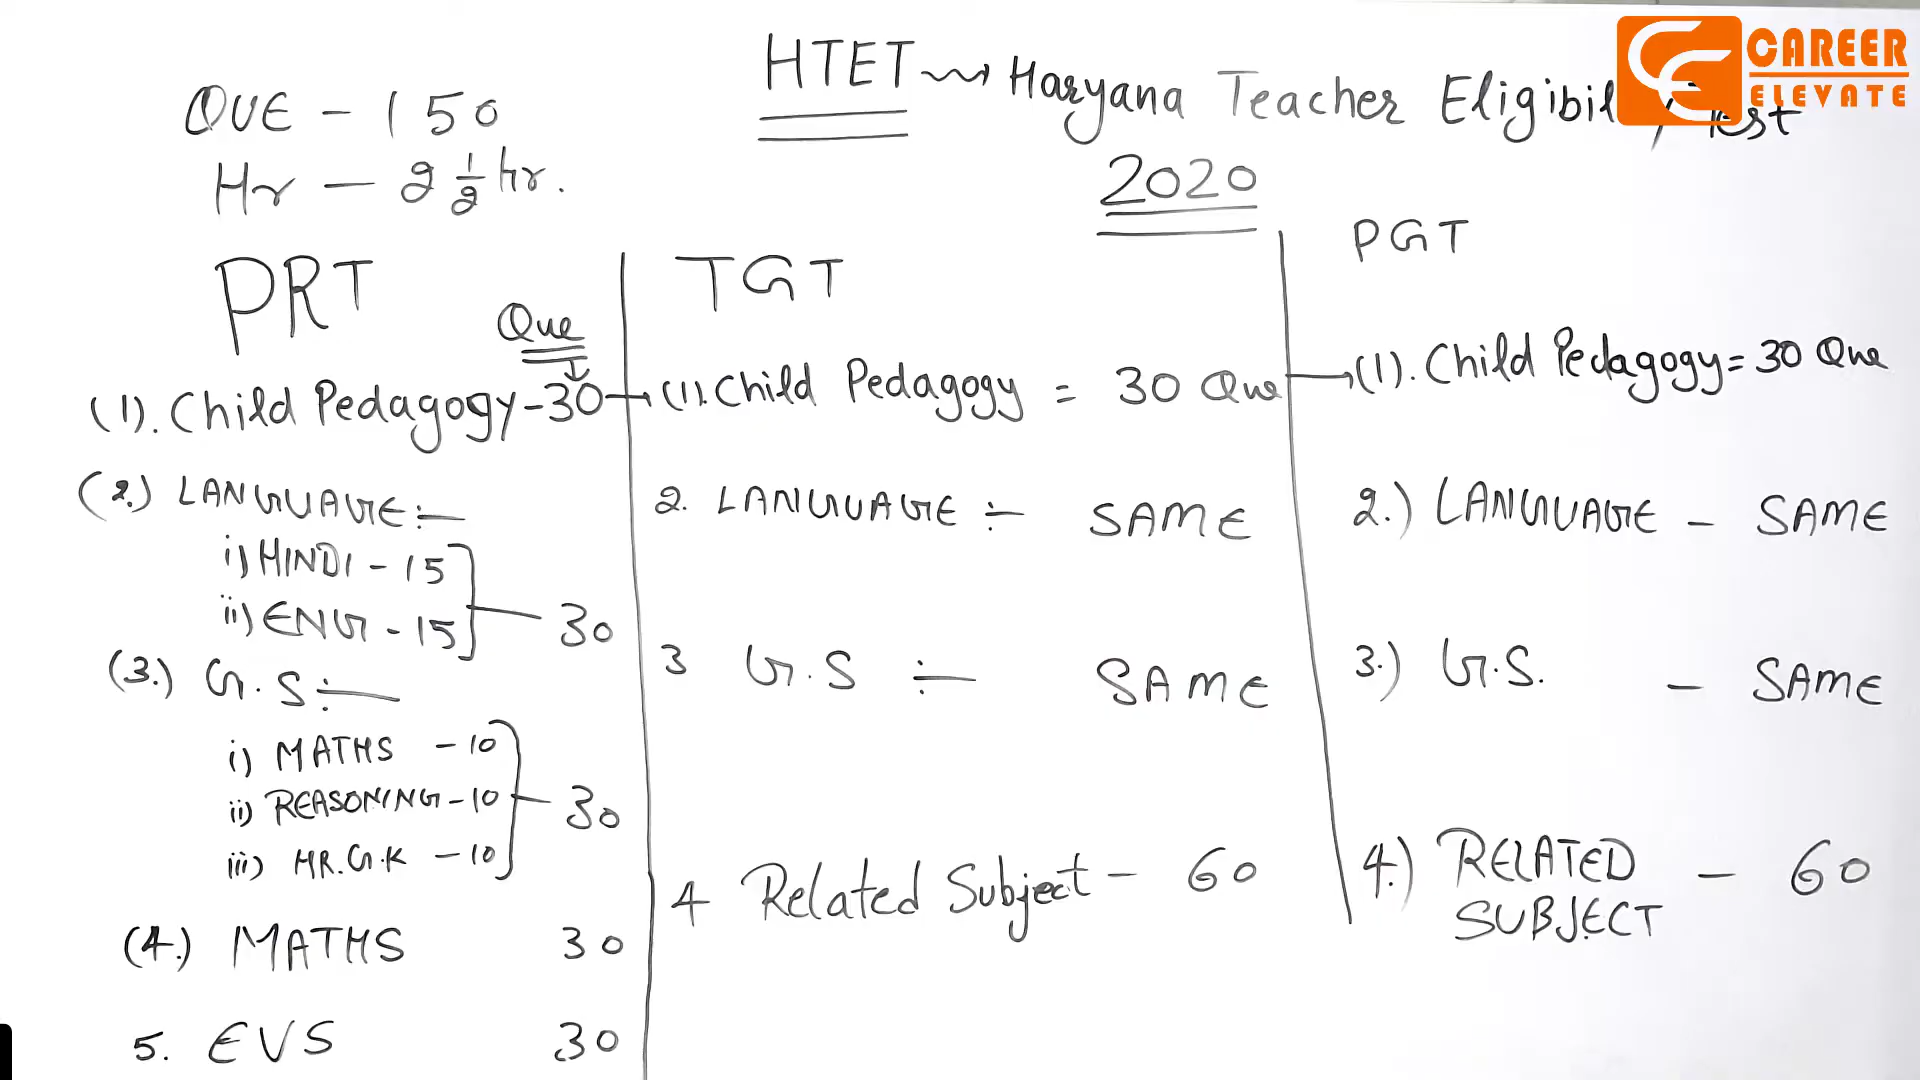 HTET → Haryana Teacher Eligibil Test
CAREER
ELEVATE
QUE - 150
Hr - 2 1/2 hr.
2020
PRT
Que
(1). Child Pedagogy - 30
(2.) LANGUAGE :-
i) HINDI - 15
ii) ENG - 15
30
(3.) G.S :-
i) MATHS - 10
ii) REASONING - 10
iii) HR. G.K - 10
30
(4.) MATHS 30
5. EVS 30
TGT
(1). Child Pedagogy = 30 Que
2. LANGUAGE :- SAME
3 G.S :- SAME
4 Related Subject - 60
PGT
(1). Child Pedagogy = 30 Que
2.) LANGUAGE - SAME
3.) G.S. - SAME
4.) RELATED SUBJECT - 60